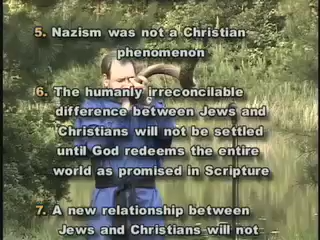 5. Nazism was not a Christian
phenomenon
6. The humanly irreconcilable
difference between Jews and
Christians will not be settled
until God redeems the entire
world as promised in Scripture
7. A new relationship between
Jews and Christians will not